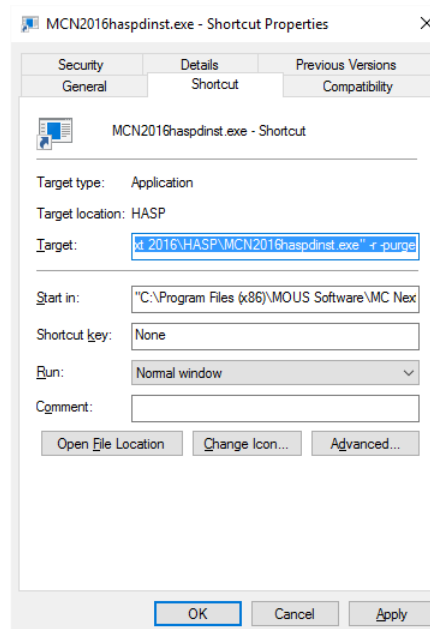 MCN2016haspdinst.exe - Shortcut Properties
Security Details Previous Versions
General Shortcut Compatibility
MCN2016haspdinst.exe - Shortcut
Target type: Application
Target location: HASP
Target: xt 2016\HASP\MCN2016haspdinst.exe" -r -purge
Start in: "C:\Program Files (x86)\MOUS Software\MC Nex
Shortcut key: None
Run: Normal window
Comment:
Open File Location Change Icon... Advanced...
OK Cancel Apply